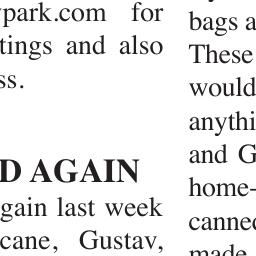 park.com for
tings and also
ss.
D AGAIN
gain last week
cane, Gustav,
bags a
These
would
anythi
and G
home-
canned
made